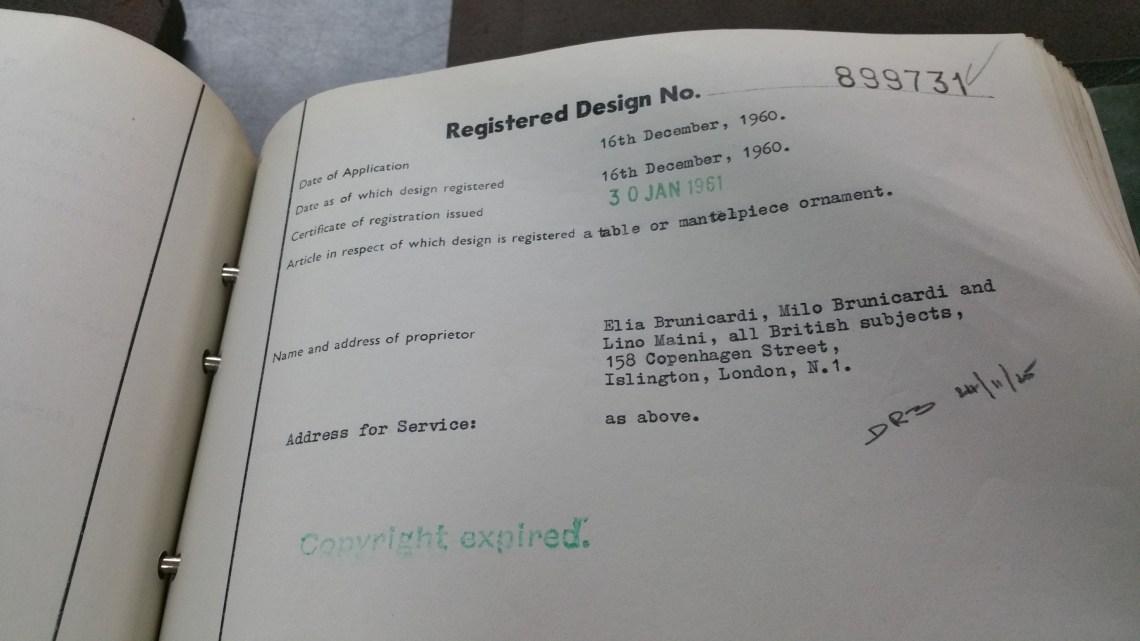 Registered Design No. 899731
Date of Application 16th December, 1960.
Date as of which design registered 16th December, 1960.
Certificate of registration issued 30 JAN 1961
Article in respect of which design is registered a table or mantelpiece ornament.
Name and address of proprietor Elia Brunicardi, Milo Brunicardi and
Lino Maini, all British subjects,
158 Copenhagen Street,
Islington, London, N.1.
Address for Service: as above.
Copyright expired.